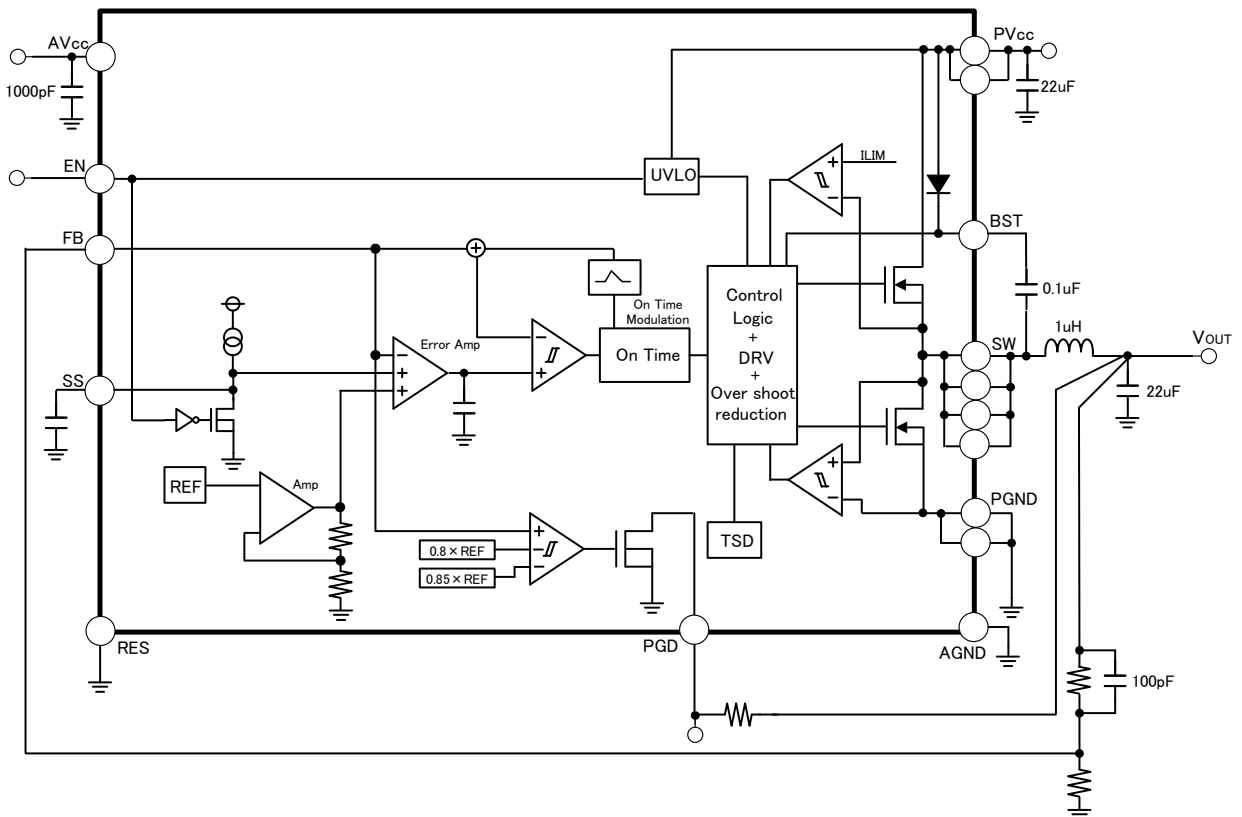 AVcc
PVcc
1000pF
22uF
EN
UVLO
ILIM
+
-
FB
+
BST
On Time
Modulation
Control
Logic
+
DRV
+
Over shoot
reduction
0.1uF
1uH
VOUT
SW
Error Amp
-
+
+
-
+
On Time
SS
22uF
REF
Amp
+
-
PGND
0.8×REF
0.85×REF
+
-
-
TSD
RES
PGD
AGND
100pF